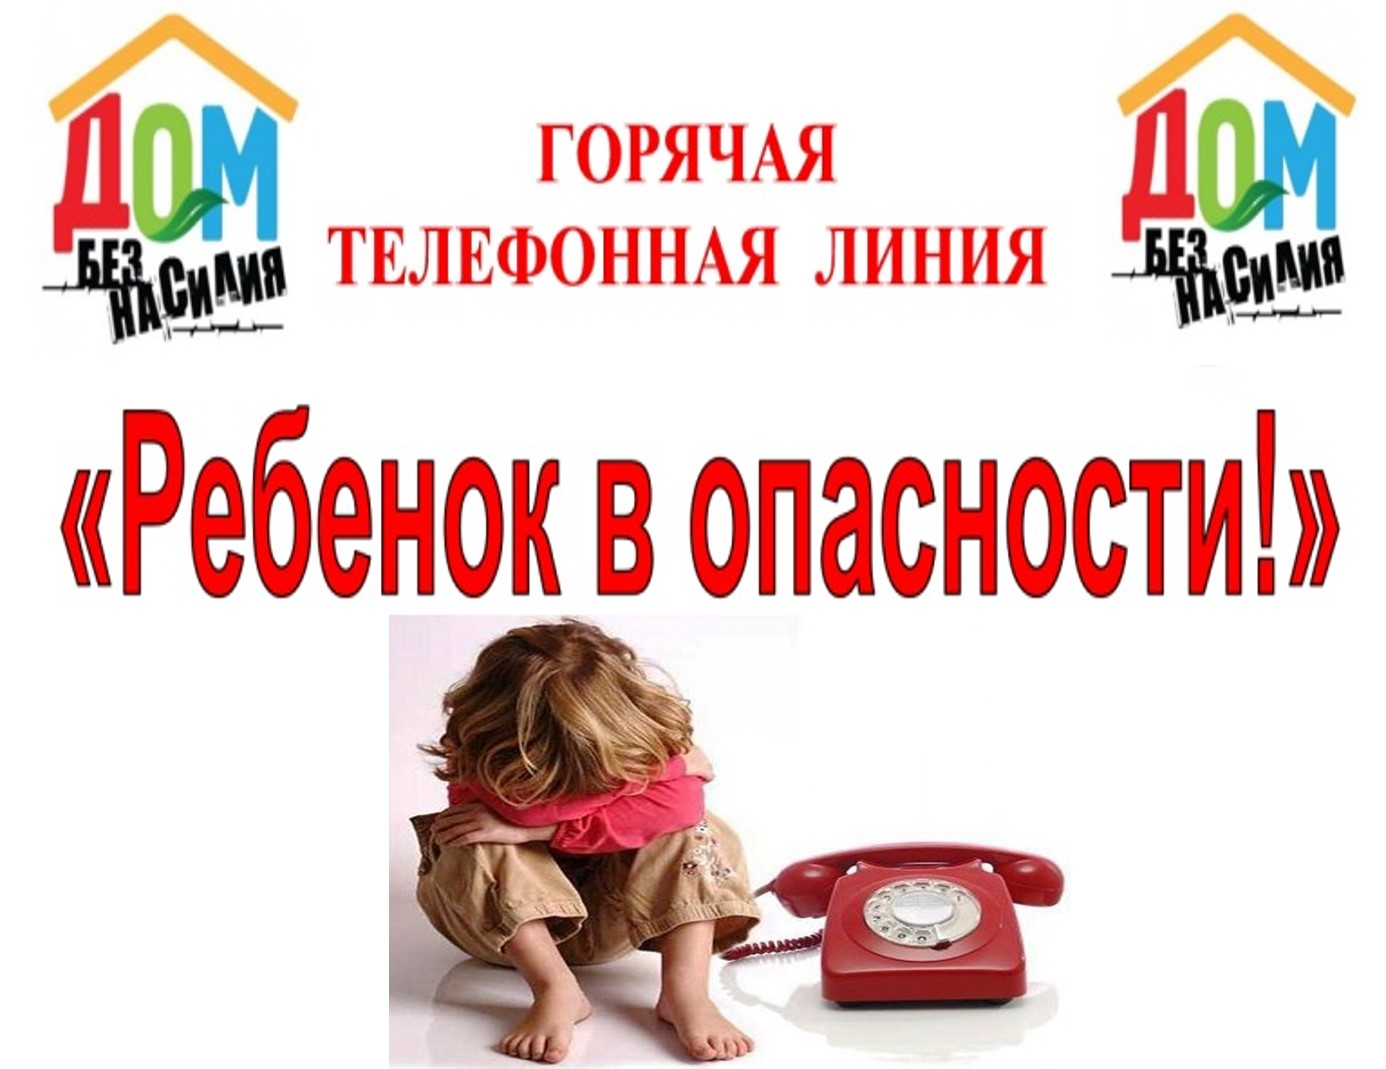 ДОМ
БЕЗ
НАСИЛИЯ
ГОРЯЧАЯ
ТЕЛЕФОННАЯ ЛИНИЯ
ДОМ
БЕЗ
НАСИЛИЯ
«Ребенок в опасности!»